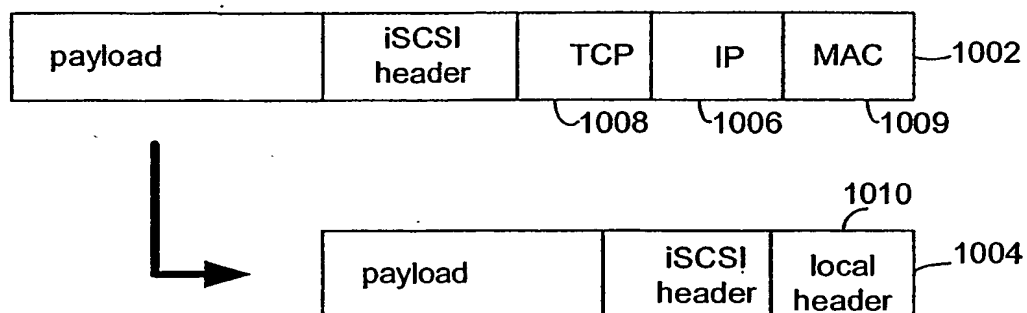 payload iSCSI header TCP IP MAC 1002
1008 1006 1009
1010
payload iSCSI header local header 1004